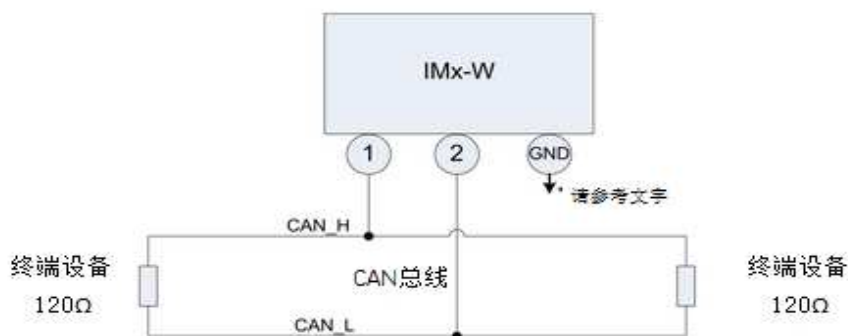 IMx-W
1
2
GND
* 请参考文字
CAN_H
终端设备
120Ω
CAN总线
终端设备
120Ω
CAN_L